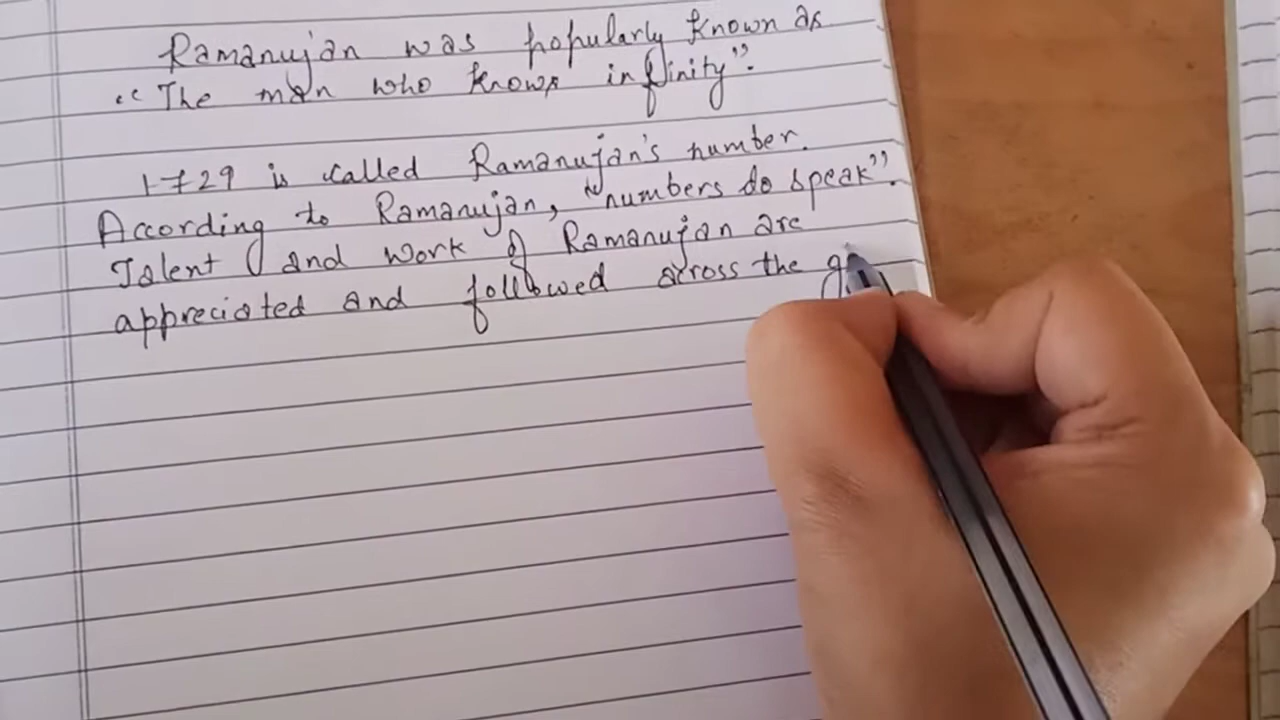 Ramanujan was popularly known as
"The man who knows infinity".
1729 is called Ramanujan's number.
According to Ramanujan, "numbers do speak".
Talent and work of Ramanujan are
appreciated and followed across the